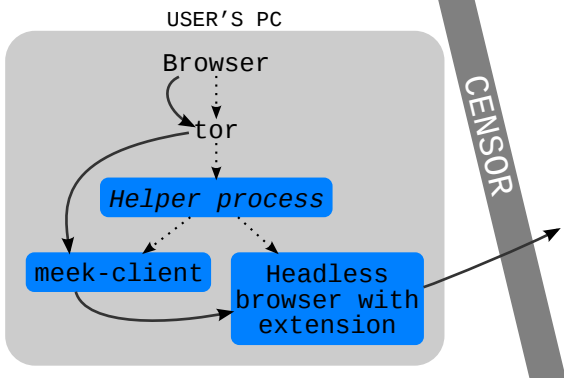 USER'S PC
Browser
tor
Helper process
meek-client
Headless
browser with
extension
CENSOR